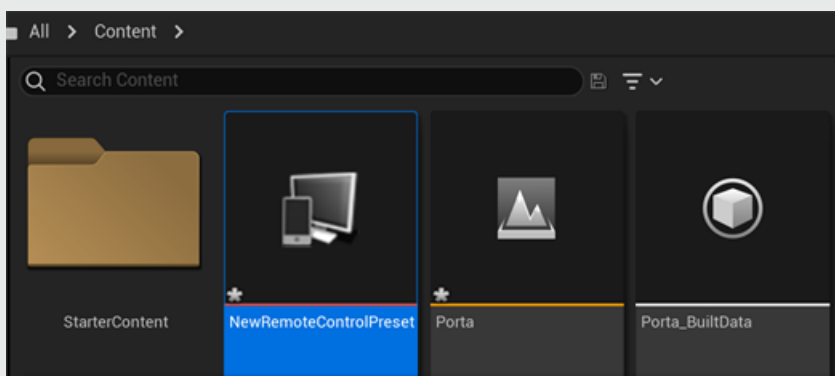 All > Content >
Search Content
StarterContent
NewRemoteControlPreset
Porta
Porta_BuiltData